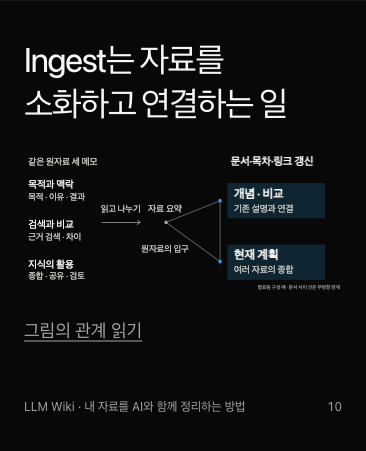 Ingest는 자료를
소화하고 연결하는 일
같은 원자료 세 메모
목적과 맥락
목적 · 이유 · 결과
검색과 비교
근거 검색 · 차이
지식의 활용
종합 · 공유 · 검토
읽고 나누기
자료 요약
원자료의 입구
문서·목차·링크 갱신
개념 · 비교
기존 설명과 연결
현재 계획
여러 자료의 종합
그림의 관계 읽기
LLM Wiki · 내 자료를 AI와 함께 정리하는 방법
10